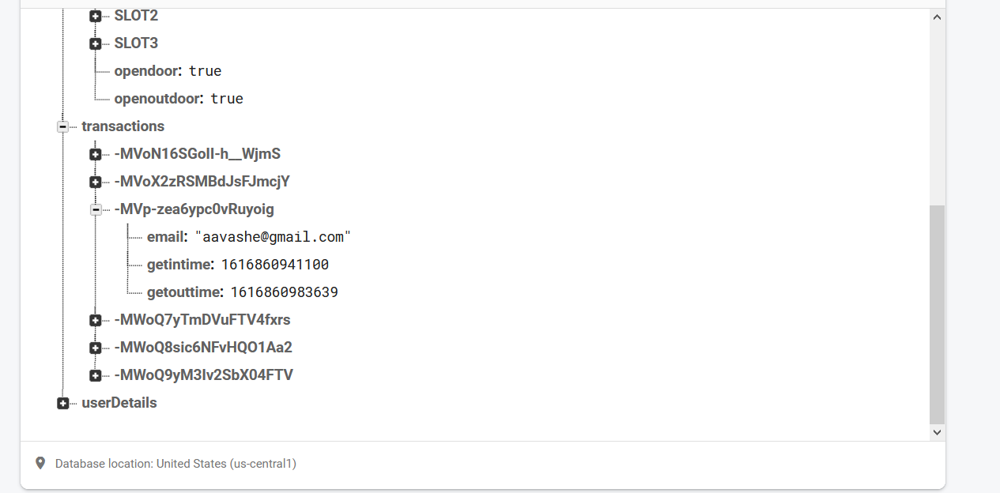 SLOT2
SLOT3
opendoor: true
openoutdoor: true
transactions
-MVoN16SGoII-h__WjmS
-MVoX2zRSMBdJsFJmcjY
-MVp-zea6ypc0vRuyoig
email: "aavashe@gmail.com"
getintime: 1616860941100
getouttime: 1616860983639
-MWoQ7yTmDVuFTV4fxrs
-MWoQ8sic6NFvHQO1Aa2
-MWoQ9yM3Iv2SbX04FTV
userDetails
Database location: United States (us-central1)